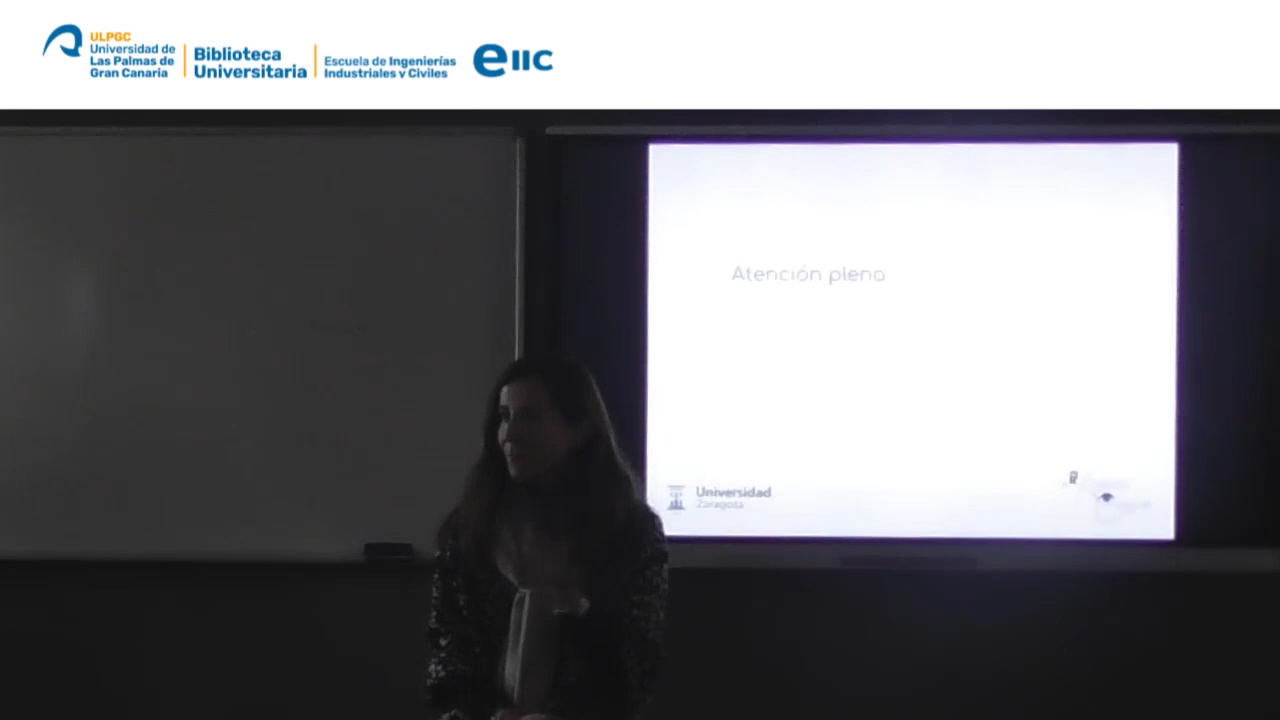 ULPGC
Universidad de
Las Palmas de
Gran Canaria
Biblioteca
Universitaria
Escuela de Ingenierías
Industriales y Civiles
eiic
Atención plena
Universidad
Zaragoza